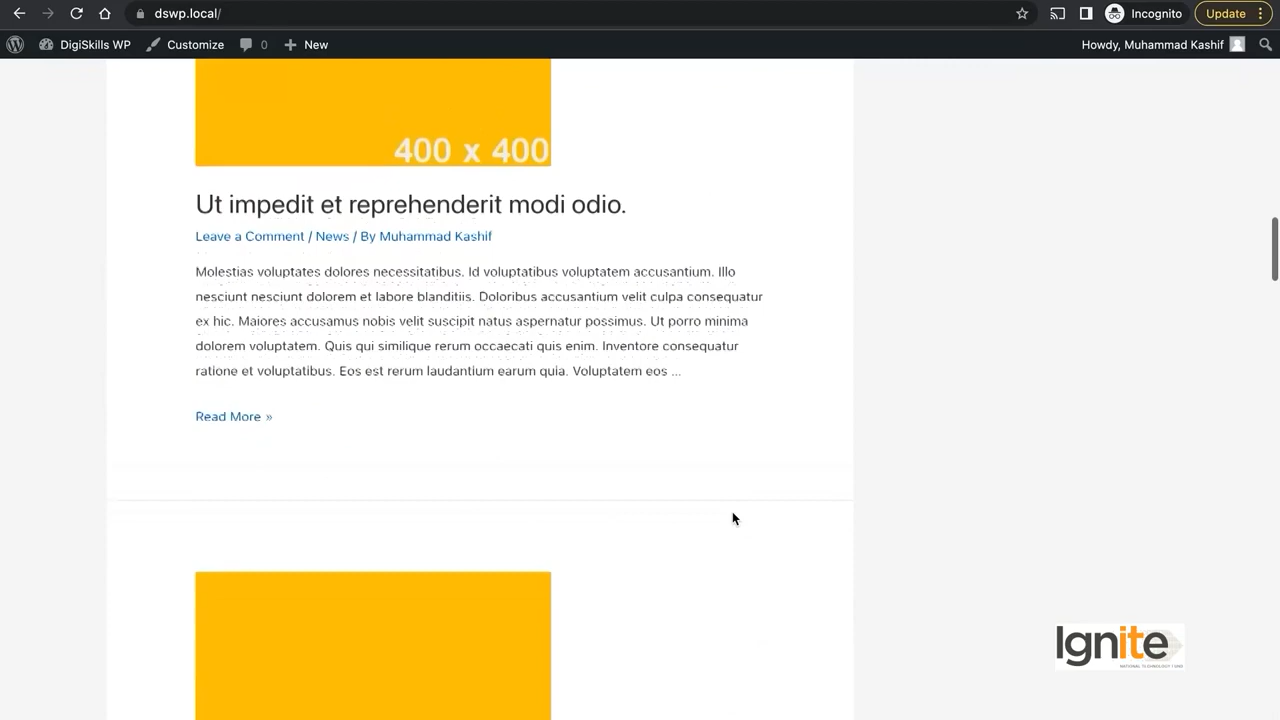 dswp.local/
Incognito
Update
DigiSkills WP
Customize
0
New
Howdy, Muhammad Kashif
400 x 400
Ut impedit et reprehenderit modi odio.
Leave a Comment / News / By Muhammad Kashif
Molestias voluptates dolores necessitatibus. Id voluptatibus voluptatem accusantium. Illo
nesciunt nesciunt dolorem et labore blanditiis. Doloribus accusantium velit culpa consequatur
ex hic. Maiores accusamus nobis velit suscipit natus aspernatur possimus. Ut porro minima
dolorem voluptatem. Quis qui similique rerum occaecati quis enim. Inventore consequatur
ratione et voluptatibus. Eos est rerum laudantium earum quia. Voluptatem eos ...
Read More »
Ignite